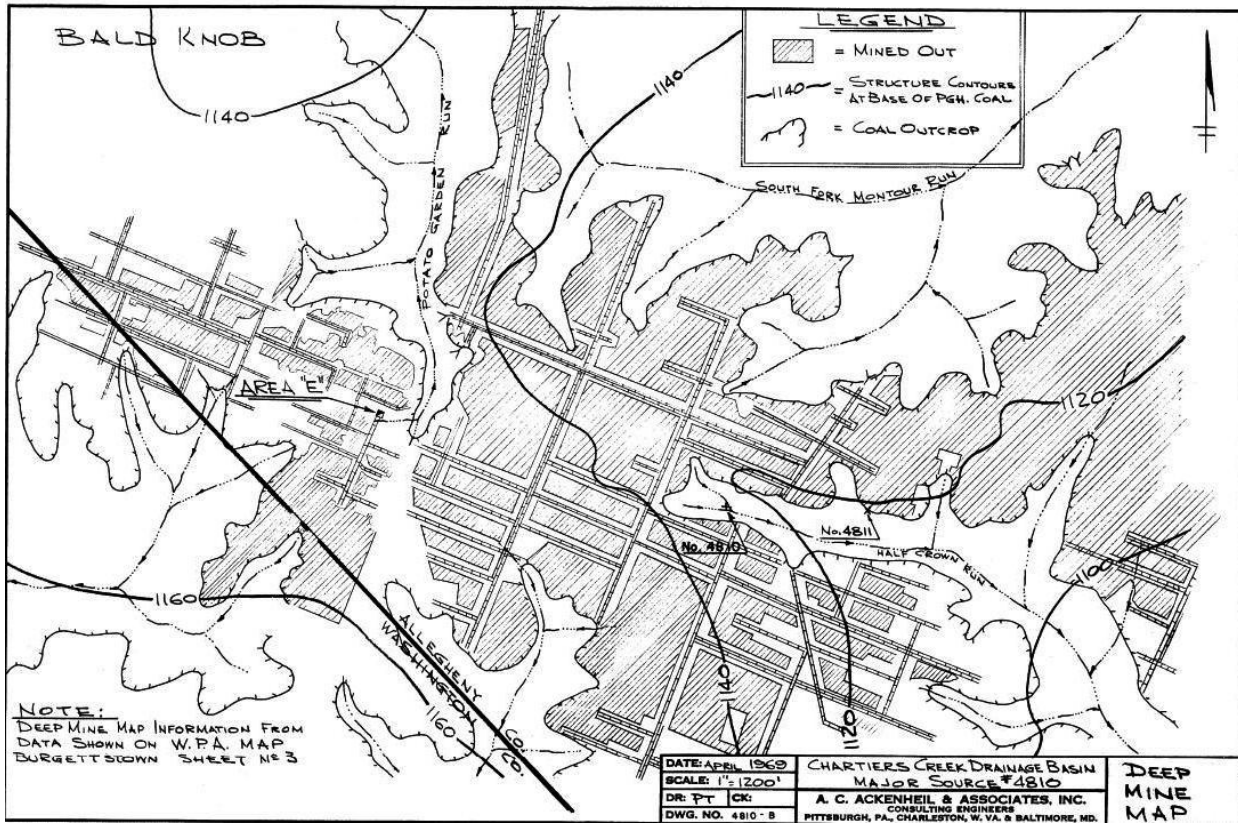 BALD KNOB
LEGEND
= MINED OUT
1140 = STRUCTURE CONTOURS
AT BASE OF PGH. COAL
= COAL OUTCROP
1140
1140
POTATO GARDEN RUN
SOUTH FORK MONTOUR RUN
AREA "E"
1120
No. 4810
No. 4811
HALF CROWN RUN
1100
1160
ALLEGHENY CO.
WASHINGTON CO.
1160
1140
1120
NOTE:
DEEP MINE MAP INFORMATION FROM
DATA SHOWN ON W.P.A. MAP
BURGETTSTOWN SHEET No 3
DATE: APRIL 1969
SCALE: 1"=1200'
DR: PT CK:
DWG. NO. 4810-B
CHARTIERS CREEK DRAINAGE BASIN
MAJOR SOURCE #4810
A. C. ACKENHEIL & ASSOCIATES, INC.
CONSULTING ENGINEERS
PITTSBURGH, PA., CHARLESTON, W. VA. & BALTIMORE, MD.
DEEP
MINE
MAP